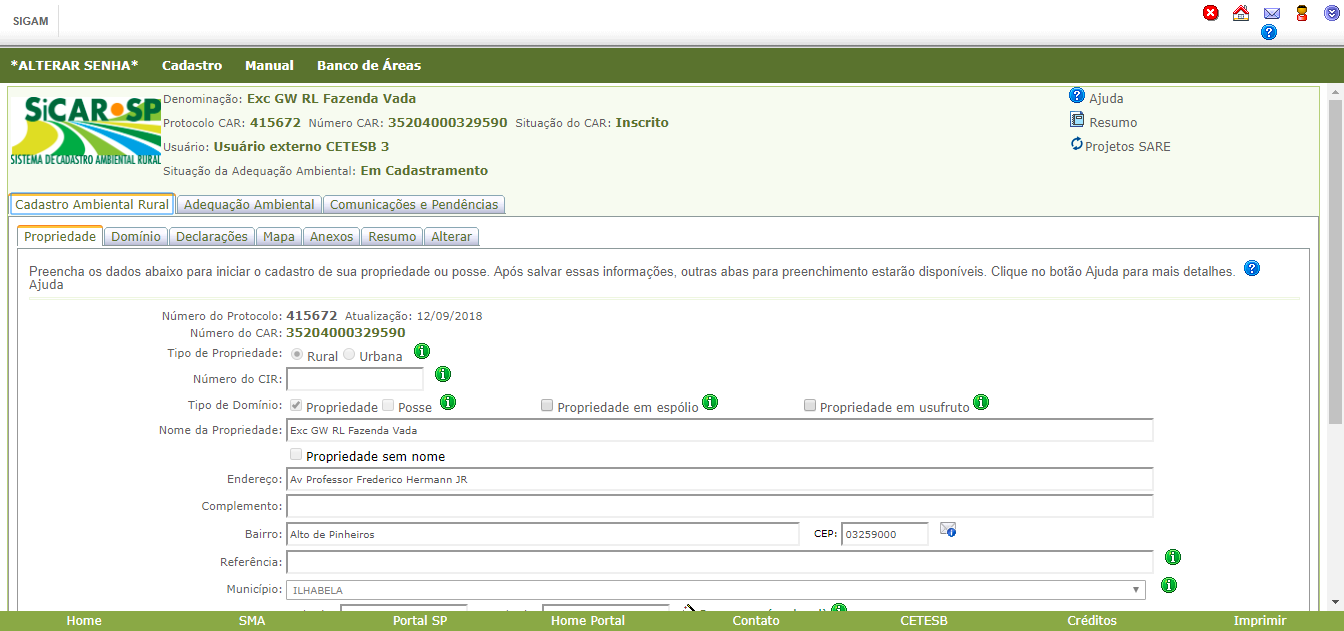 SIGAM
*ALTERAR SENHA* Cadastro Manual Banco de Áreas
SiCAR SP
SISTEMA DE CADASTRO AMBIENTAL RURAL
Denominação: Exc GW RL Fazenda Vada
Protocolo CAR: 415672 Número CAR: 35204000329590 Situação do CAR: Inscrito
Usuário: Usuário externo CETESB 3
Situação da Adequação Ambiental: Em Cadastramento
Ajuda
Resumo
Projetos SARE
Cadastro Ambiental Rural Adequação Ambiental Comunicações e Pendências
Propriedade Domínio Declarações Mapa Anexos Resumo Alterar
Preencha os dados abaixo para iniciar o cadastro de sua propriedade ou posse. Após salvar essas informações, outras abas para preenchimento estarão disponíveis. Clique no botão Ajuda para mais detalhes.
Ajuda
Número do Protocolo: 415672 Atualização: 12/09/2018
Número do CAR: 35204000329590
Tipo de Propriedade: Rural Urbana
Número do CIR:
Tipo de Domínio: Propriedade Posse Propriedade em espólio Propriedade em usufruto
Nome da Propriedade: Exc GW RL Fazenda Vada
Propriedade sem nome
Endereço: Av Professor Frederico Hermann JR
Complemento:
Bairro: Alto de Pinheiros CEP: 03259000
Referência:
Município: ILHABELA
Home SMA Portal SP Home Portal Contato CETESB Créditos Imprimir